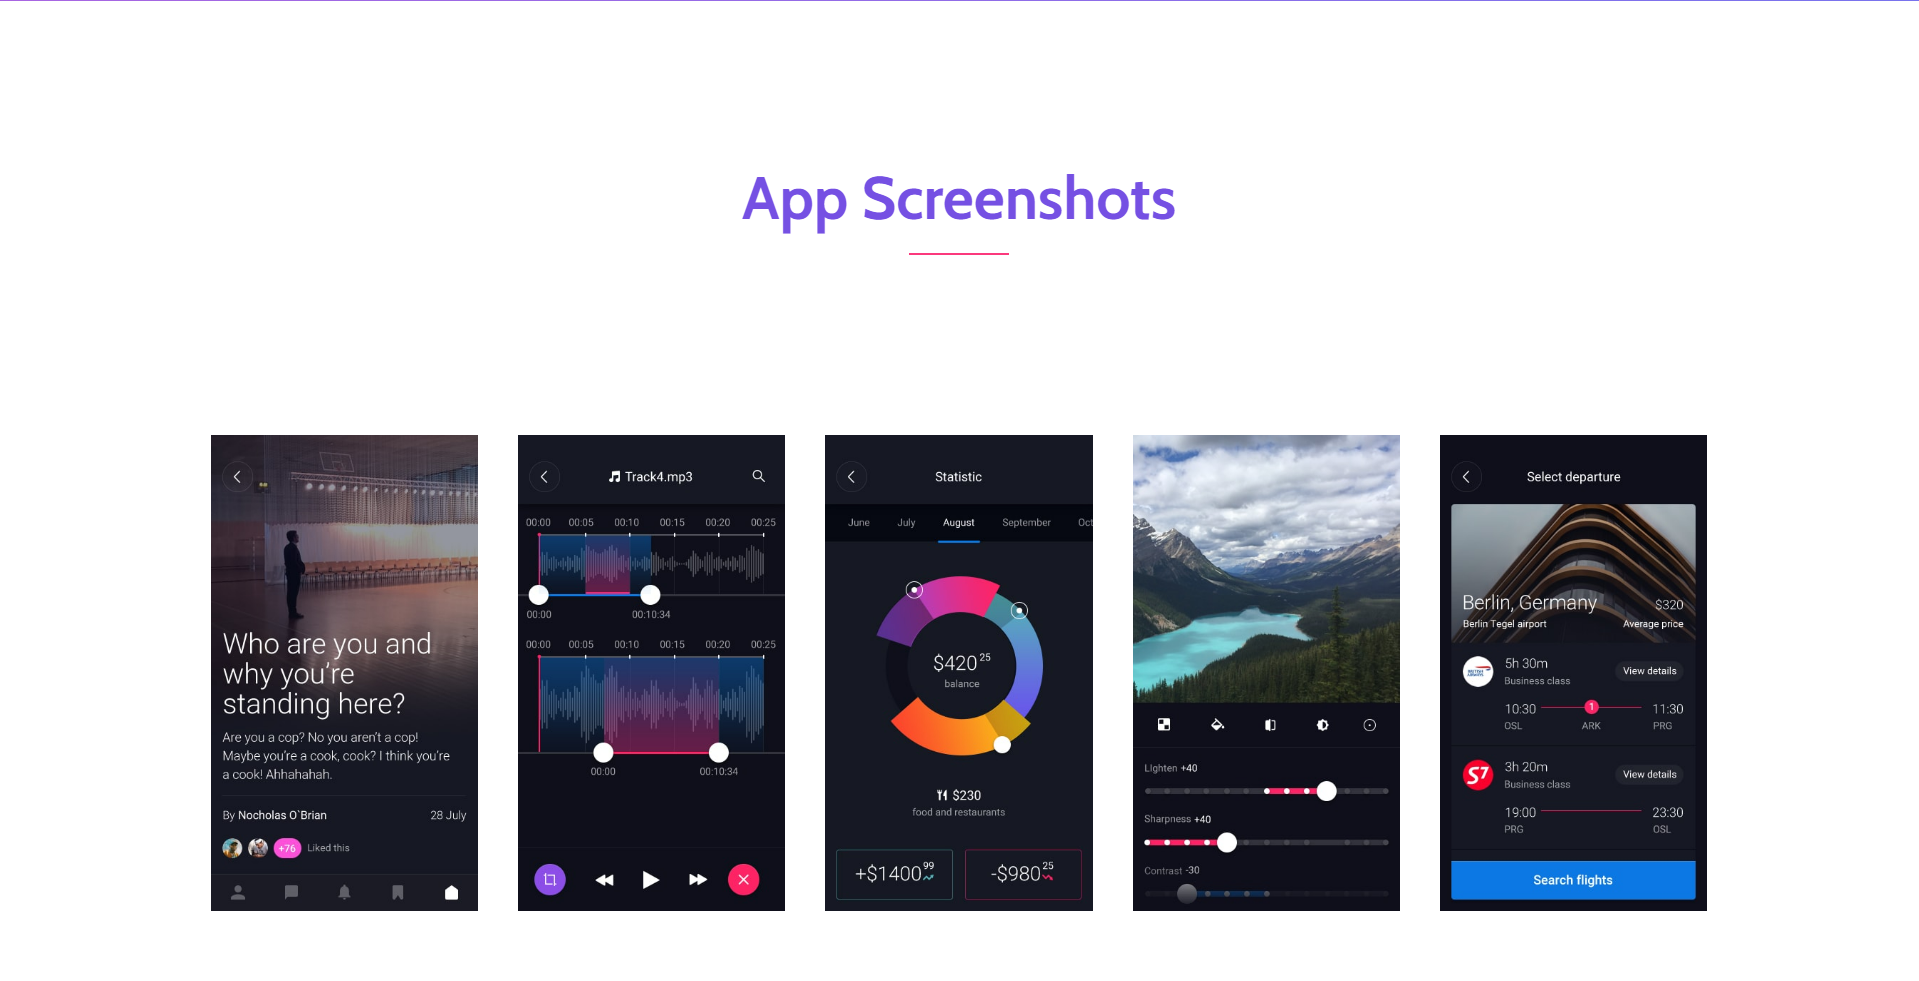 App Screenshots
Who are you and
why you're
standing here?
Are you a cop? No you aren't a cop!
Maybe you're a cook, cook? I think you're
a cook! Ahhahahah.
By Nocholas O`Brian 28 July
+76 Liked this
Track4.mp3
00:00 00:05 00:10 00:15 00:20 00:25
00:00 00:10:34
00:00 00:05 00:10 00:15 00:20 00:25
00:00 00:10:34
Statistic
June July August September Oct
$420 25
balance
$230
food and restaurants
+$1400 99 -$980 25
Lighten +40
Sharpness +40
Contrast -30
Select departure
Berlin, Germany $320
Berlin Tegel airport Average price
5h 30m View details
Business class
10:30 1 11:30
OSL ARK PRG
S7 3h 20m View details
Business class
19:00 23:30
PRG OSL
Search flights